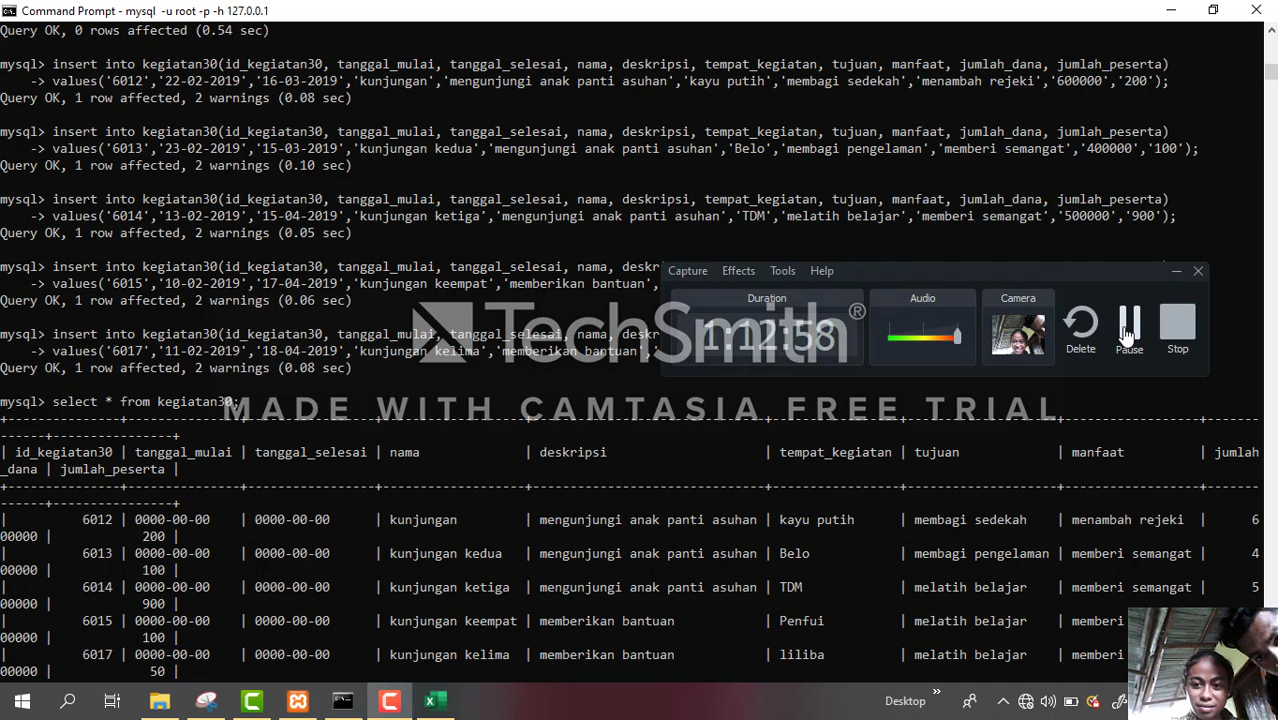 Command Prompt - mysql -u root -p -h 127.0.0.1
Query OK, 0 rows affected (0.54 sec)
mysql> insert into kegiatan30(id_kegiatan30, tanggal_mulai, tanggal_selesai, nama, deskripsi, tempat_kegiatan, tujuan, manfaat, jumlah_dana, jumlah_peserta)
-> values('6012','22-02-2019','16-03-2019','kunjungan','mengunjungi anak panti asuhan','kayu putih','membagi sedekah','menambah rejeki','600000','200');
Query OK, 1 row affected, 2 warnings (0.08 sec)
mysql> insert into kegiatan30(id_kegiatan30, tanggal_mulai, tanggal_selesai, nama, deskripsi, tempat_kegiatan, tujuan, manfaat, jumlah_dana, jumlah_peserta)
-> values('6013','23-02-2019','15-03-2019','kunjungan kedua','mengunjungi anak panti asuhan','Belo','membagi pengelaman','memberi semangat','400000','100');
Query OK, 1 row affected, 2 warnings (0.10 sec)
mysql> insert into kegiatan30(id_kegiatan30, tanggal_mulai, tanggal_selesai, nama, deskripsi, tempat_kegiatan, tujuan, manfaat, jumlah_dana, jumlah_peserta)
-> values('6014','13-02-2019','15-04-2019','kunjungan ketiga','mengunjungi anak panti asuhan','TDM','melatih belajar','memberi semangat','500000','900');
Query OK, 1 row affected, 2 warnings (0.05 sec)
mysql> insert into kegiatan30(id_kegiatan30, tanggal_mulai, tanggal_selesai, nama, deskr
-> values('6015','10-02-2019','17-04-2019','kunjungan keempat','memberikan bantuan',
Query OK, 1 row affected, 2 warnings (0.06 sec)
mysql> insert into kegiatan30(id_kegiatan30, tanggal_mulai, tanggal_selesai, nama, deskr
-> values('6017','11-02-2019','18-04-2019','kunjungan kelima','memberikan bantuan',
Query OK, 1 row affected, 2 warnings (0.08 sec)
Capture Effects Tools Help
Duration Audio Camera
1:12:58
Delete Pause Stop
TechSmith®
MADE WITH CAMTASIA FREE TRIAL
mysql> select * from kegiatan30;
+---------------+---------------+-----------------+-------------------+-------------------------------+-----------------+--------------------+------------------+-------
------+----------------+
| id_kegiatan30 | tanggal_mulai | tanggal_selesai | nama | deskripsi | tempat_kegiatan | tujuan | manfaat | jumlah
_dana | jumlah_peserta |
+---------------+---------------+-----------------+-------------------+-------------------------------+-----------------+--------------------+------------------+-------
------+----------------+
| 6012 | 0000-00-00 | 0000-00-00 | kunjungan | mengunjungi anak panti asuhan | kayu putih | membagi sedekah | menambah rejeki | 6
00000 | 200 |
| 6013 | 0000-00-00 | 0000-00-00 | kunjungan kedua | mengunjungi anak panti asuhan | Belo | membagi pengelaman | memberi semangat | 4
00000 | 100 |
| 6014 | 0000-00-00 | 0000-00-00 | kunjungan ketiga | mengunjungi anak panti asuhan | TDM | melatih belajar | memberi semangat | 5
00000 | 900 |
| 6015 | 0000-00-00 | 0000-00-00 | kunjungan keempat | memberikan bantuan | Penfui | melatih belajar | memberi
00000 | 100 |
| 6017 | 0000-00-00 | 0000-00-00 | kunjungan kelima | memberikan bantuan | liliba | melatih belajar | memberi
00000 | 50 |
Desktop